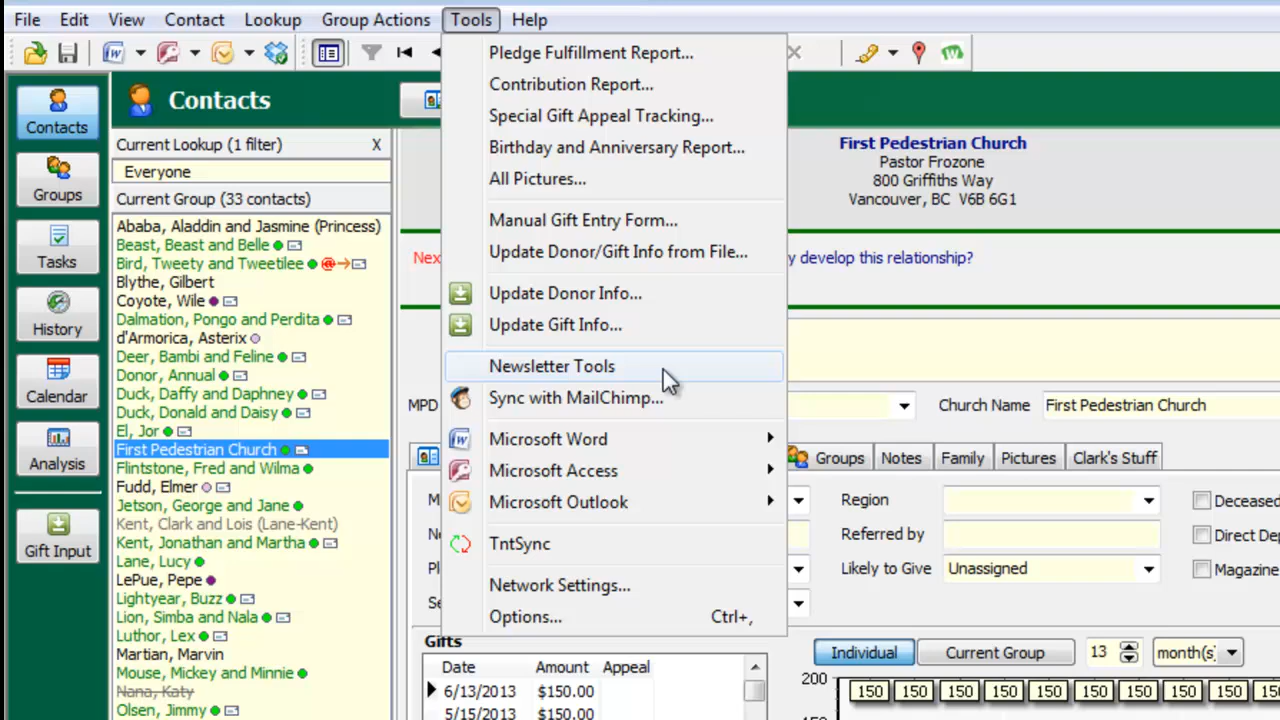 File Edit View Contact Lookup Group Actions Tools Help
Contacts
Groups
Tasks
History
Calendar
Analysis
Gift Input
Contacts
Current Lookup (1 filter) X
Everyone
Current Group (33 contacts)
Ababa, Aladdin and Jasmine (Princess)
Beast, Beast and Belle
Bird, Tweety and Tweetilee
Blythe, Gilbert
Coyote, Wile
Dalmation, Pongo and Perdita
d'Armorica, Asterix
Deer, Bambi and Feline
Donor, Annual
Duck, Daffy and Daphney
Duck, Donald and Daisy
El, Jor
First Pedestrian Church
Flintstone, Fred and Wilma
Fudd, Elmer
Jetson, George and Jane
Kent, Clark and Lois (Lane-Kent)
Kent, Jonathan and Martha
Lane, Lucy
LePue, Pepe
Lightyear, Buzz
Lion, Simba and Nala
Luthor, Lex
Martian, Marvin
Mouse, Mickey and Minnie
Nana, Katy
Olsen, Jimmy
Pledge Fulfillment Report...
Contribution Report...
Special Gift Appeal Tracking...
Birthday and Anniversary Report...
All Pictures...
Manual Gift Entry Form...
Update Donor/Gift Info from File...
Update Donor Info...
Update Gift Info...
Newsletter Tools
Sync with MailChimp...
Microsoft Word
Microsoft Access
Microsoft Outlook
TntSync
Network Settings...
Options... Ctrl+,
First Pedestrian Church
Pastor Frozone
800 Griffiths Way
Vancouver, BC V6B 6G1
y develop this relationship?
MPD
Church Name First Pedestrian Church
Groups Notes Family Pictures Clark's Stuff
Region
Deceased
Referred by
Likely to Give Unassigned
Magazine
Gifts
Date Amount Appeal
6/13/2013 $150.00
5/15/2013 $150.00
Individual Current Group 13 month(s)
200
150 150 150 150 150 150 150 150 150